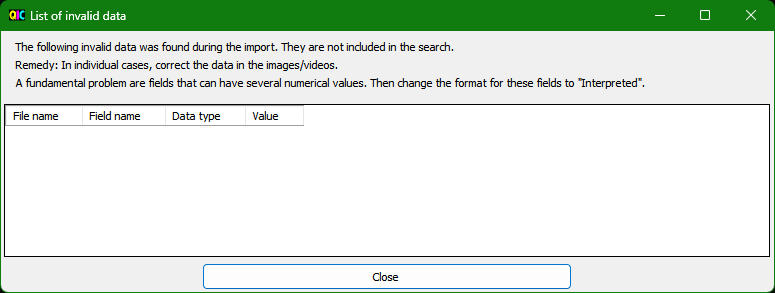 QIC List of invalid data
The following invalid data was found during the import. They are not included in the search.
Remedy: In individual cases, correct the data in the images/videos.
A fundamental problem are fields that can have several numerical values. Then change the format for these fields to "Interpreted".
File name Field name Data type Value
Close